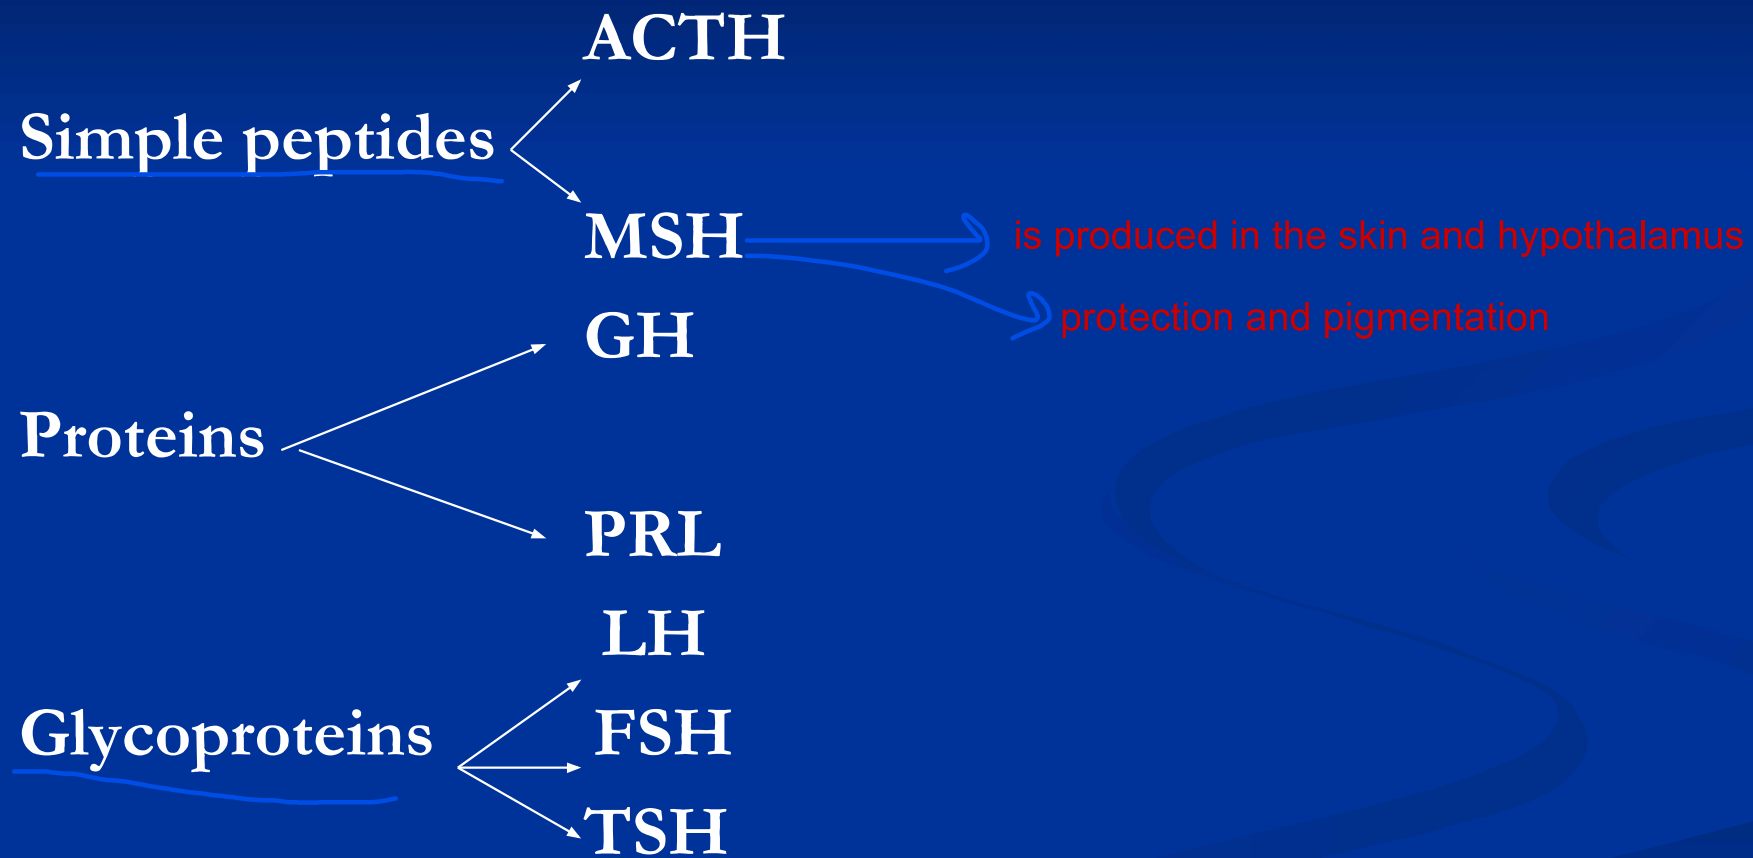 ACTH
Simple peptides
MSH
is produced in the skin and hypothalamus
protection and pigmentation
GH
Proteins
PRL
LH
Glycoproteins
FSH
TSH